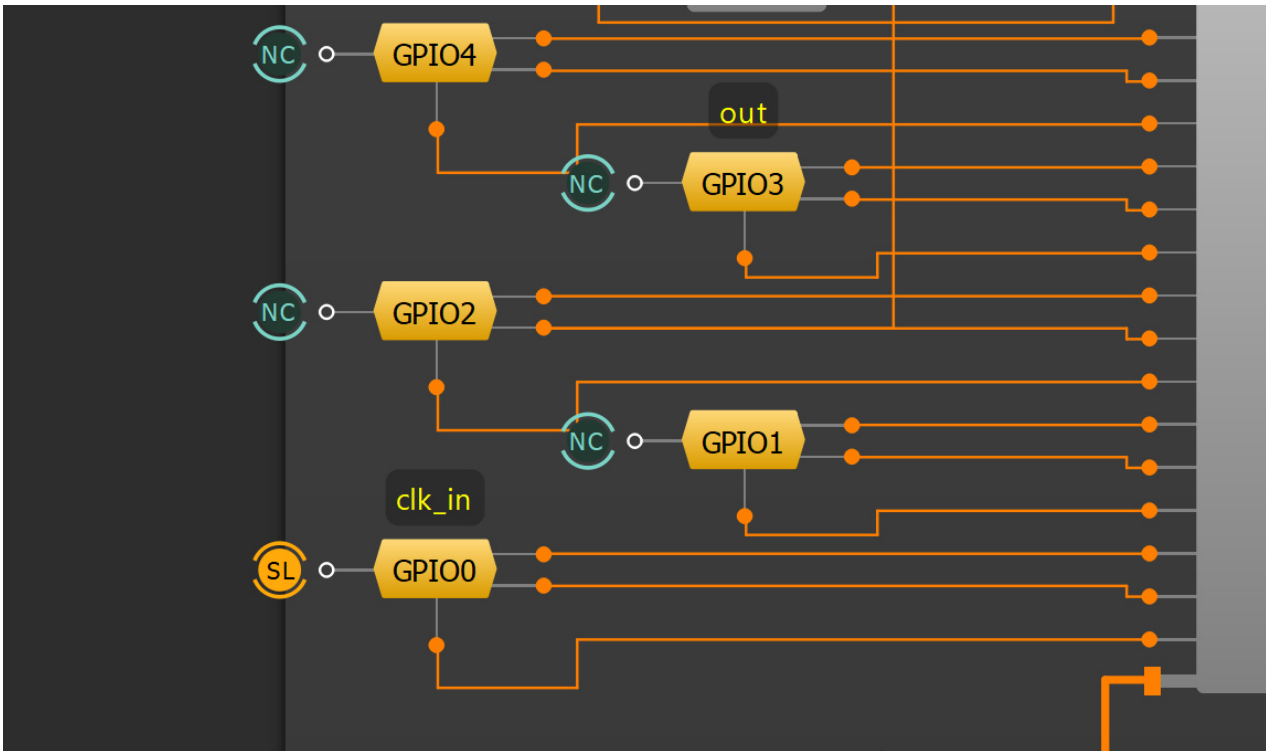 NC
GPIO4
out
NC
GPIO3
NC
GPIO2
NC
GPIO1
clk_in
SL
GPIO0